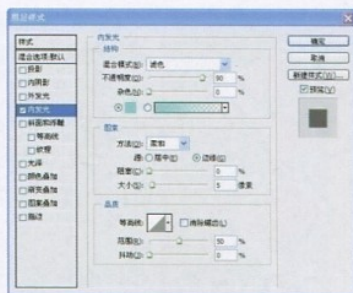 图层样式
样式
混合选项:默认
投影
内阴影
外发光
内发光
斜面和浮雕
等高线
纹理
光泽
颜色叠加
渐变叠加
图案叠加
描边
内发光
结构
混合模式(B): 滤色
不透明度(O): 90 %
杂色(N): 0 %
图素
方法(Q): 柔和
源: 居中(E) 边缘(G)
阻塞(C): 0 %
大小(S): 5 像素
品质
等高线: 消除锯齿(L)
范围(R): 50 %
抖动(J): 0 %
确定
取消
新建样式(W)...
预览(V)